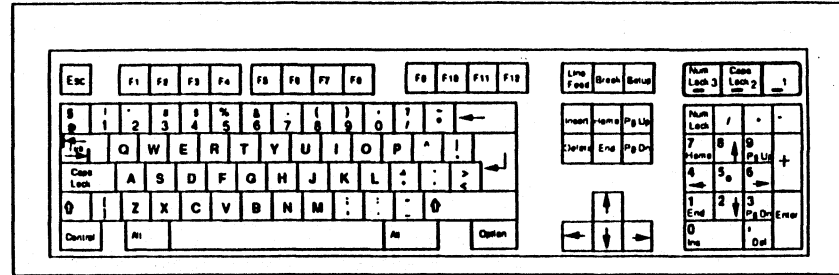 Esc F1 F2 F3 F4 F5 F6 F7 F8 F9 F10 F11 F12 Line Feed Break Setup Num Lock 3 Caps Lock 2 1
1 2 3 4 % 5 & 6 7 ( 8 ) 9 0 ? / Insert Home Pg Up Num Lock /
Q W E R T Y U I O P ^ Delete End Pg Dn 7 Home 8 9 Pg Up +
Caps Lock A S D F G H J K L > < 4 5 6
Z X C V B N M ; : - 1 End 2 3 Pg Dn Enter
Control Alt Alt Option 0 Ins Del